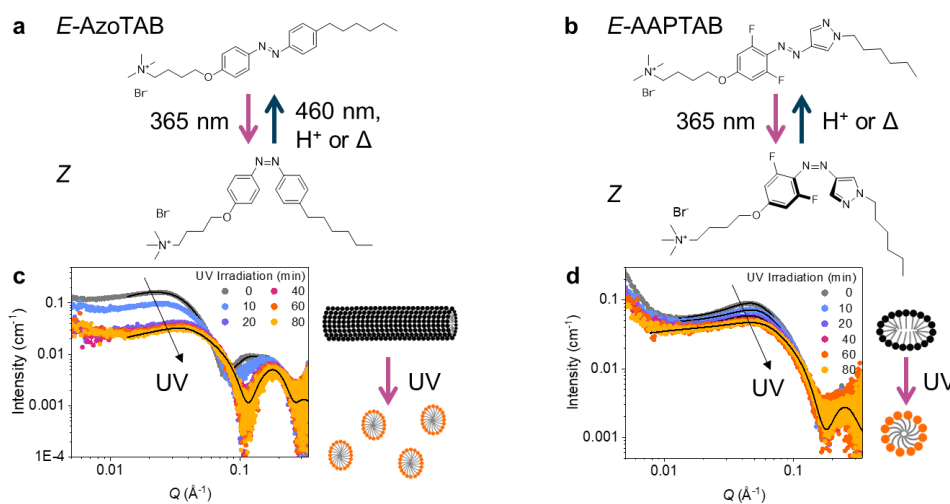 a E-AzoTAB
N⁺
Br⁻
O
N=N
365 nm
460 nm,
H⁺ or Δ
Z
N=N
O
Br⁻
N⁺
b E-AAPTAB
N⁺
Br⁻
O
F
F
N=N
N
N
365 nm
H⁺ or Δ
Z
F
N=N
F
N
N
O
Br⁻
N⁺
c
UV Irradiation (min)
0 40
10 60
20 80
UV
Intensity (cm⁻¹)
0.1
0.01
0.001
1E-4
0.01 0.1
Q (Å⁻¹)
UV
d
UV Irradiation (min)
0
10
20
40
60
80
UV
Intensity (cm⁻¹)
0.1
0.01
0.001
0.01 0.1
Q (Å⁻¹)
UV